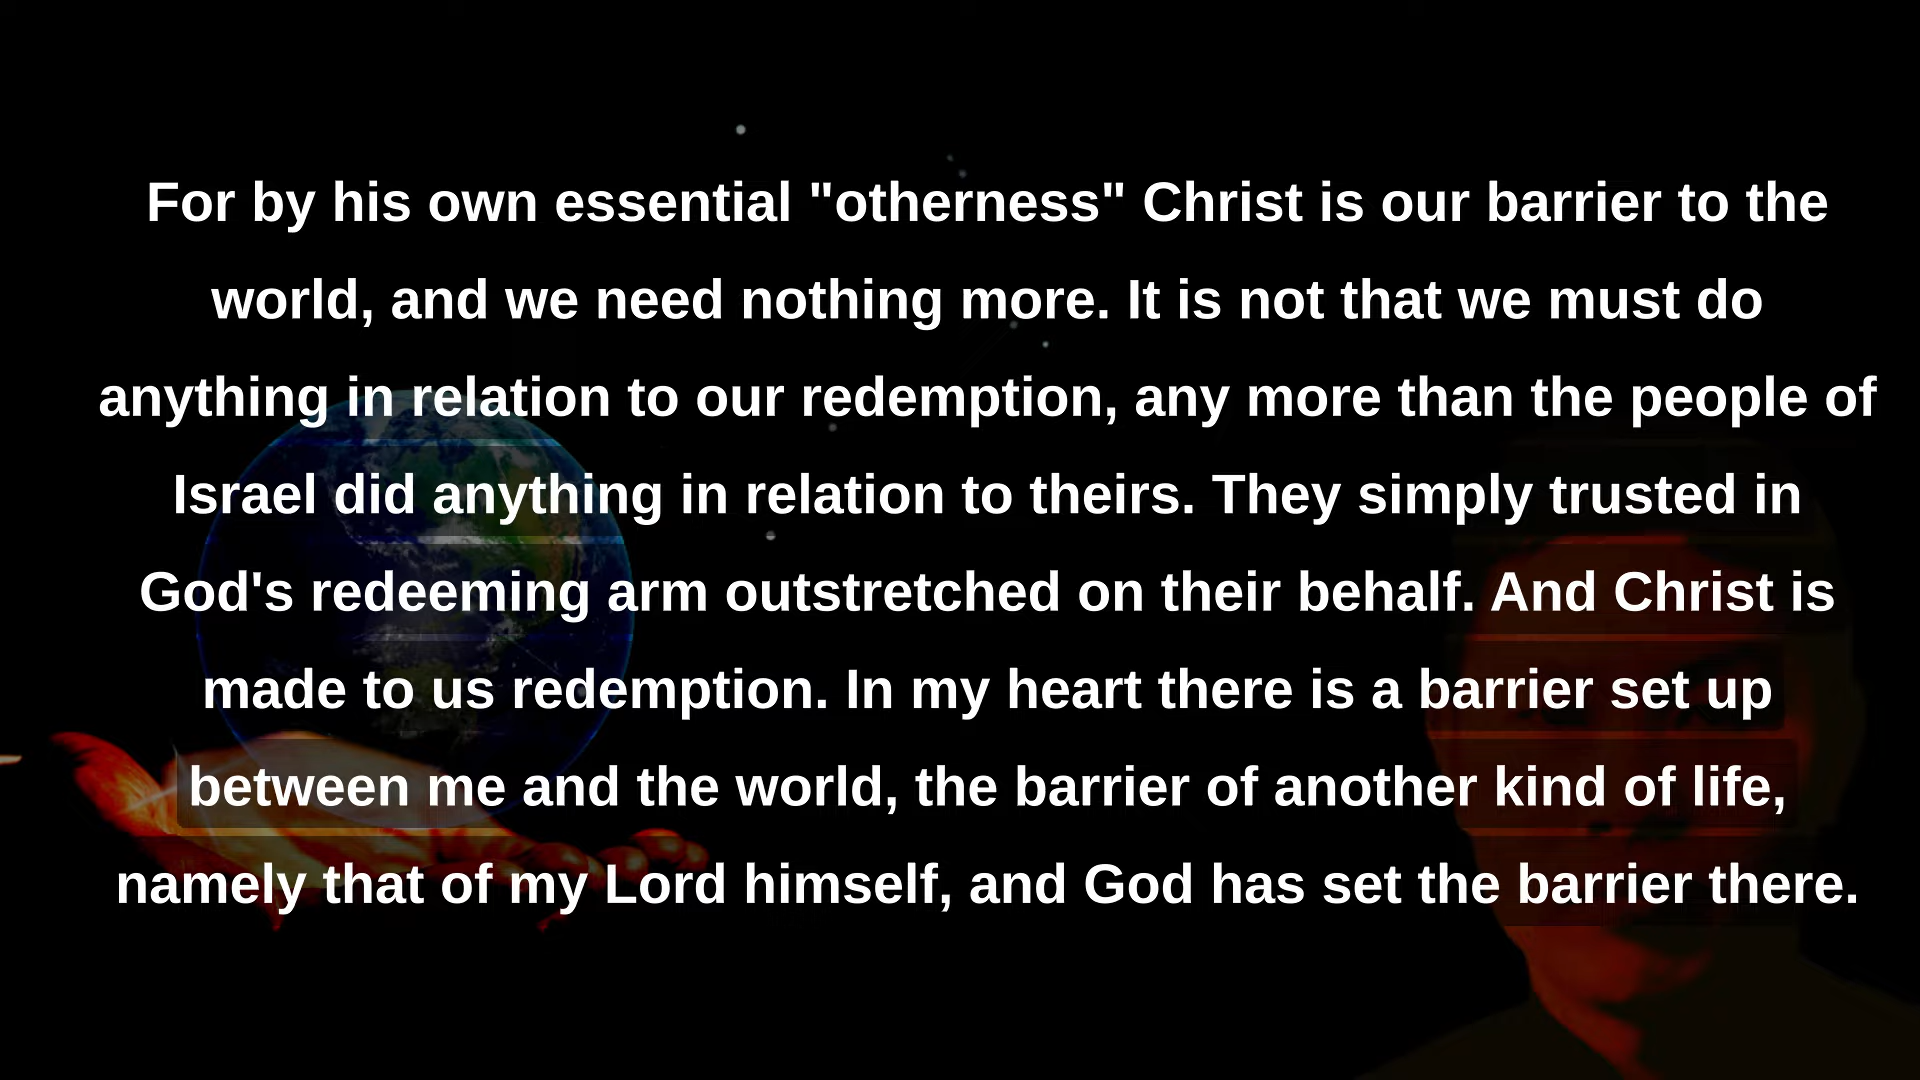 For by his own essential "otherness" Christ is our barrier to the
world, and we need nothing more. It is not that we must do
anything in relation to our redemption, any more than the people of
Israel did anything in relation to theirs. They simply trusted in
God's redeeming arm outstretched on their behalf. And Christ is
made to us redemption. In my heart there is a barrier set up
between me and the world, the barrier of another kind of life,
namely that of my Lord himself, and God has set the barrier there.